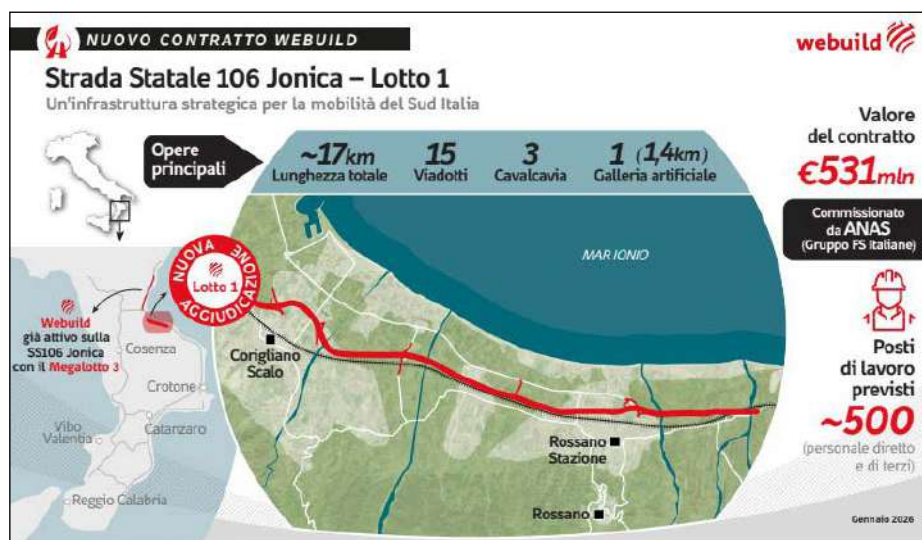 NUOVO CONTRATTO WEBUILD
webuild
Strada Statale 106 Jonica – Lotto 1
Un'infrastruttura strategica per la mobilità del Sud Italia
Opere
principali
~17km
Lunghezza totale
15
Viadotti
3
Cavalcavia
1 (1,4km)
Galleria artificiale
Valore
del contratto
€531mln
Commissionato
da ANAS
(Gruppo FS Italiane)
Posti
di lavoro
previsti
~500
(personale diretto
e di terzi)
MAR IONIO
NUOVA AGGIUDICAZIONE
Lotto 1
Webuild
già attivo sulla
SS106 Jonica
con il Megalotto 3
Cosenza
Crotone
Catanzaro
Vibo
Valentia
Reggio Calabria
Corigliano
Scalo
Rossano
Stazione
Rossano
Gennaio 2026